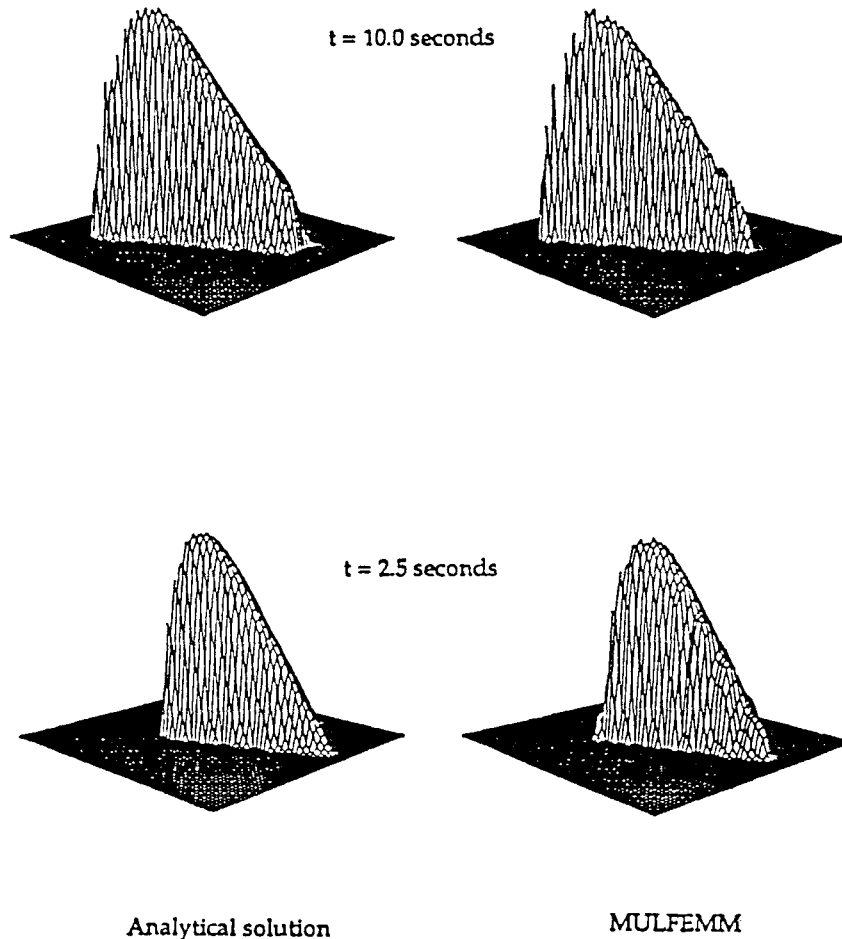 t = 10.0 seconds
t = 2.5 seconds
Analytical solution
MULFEMM